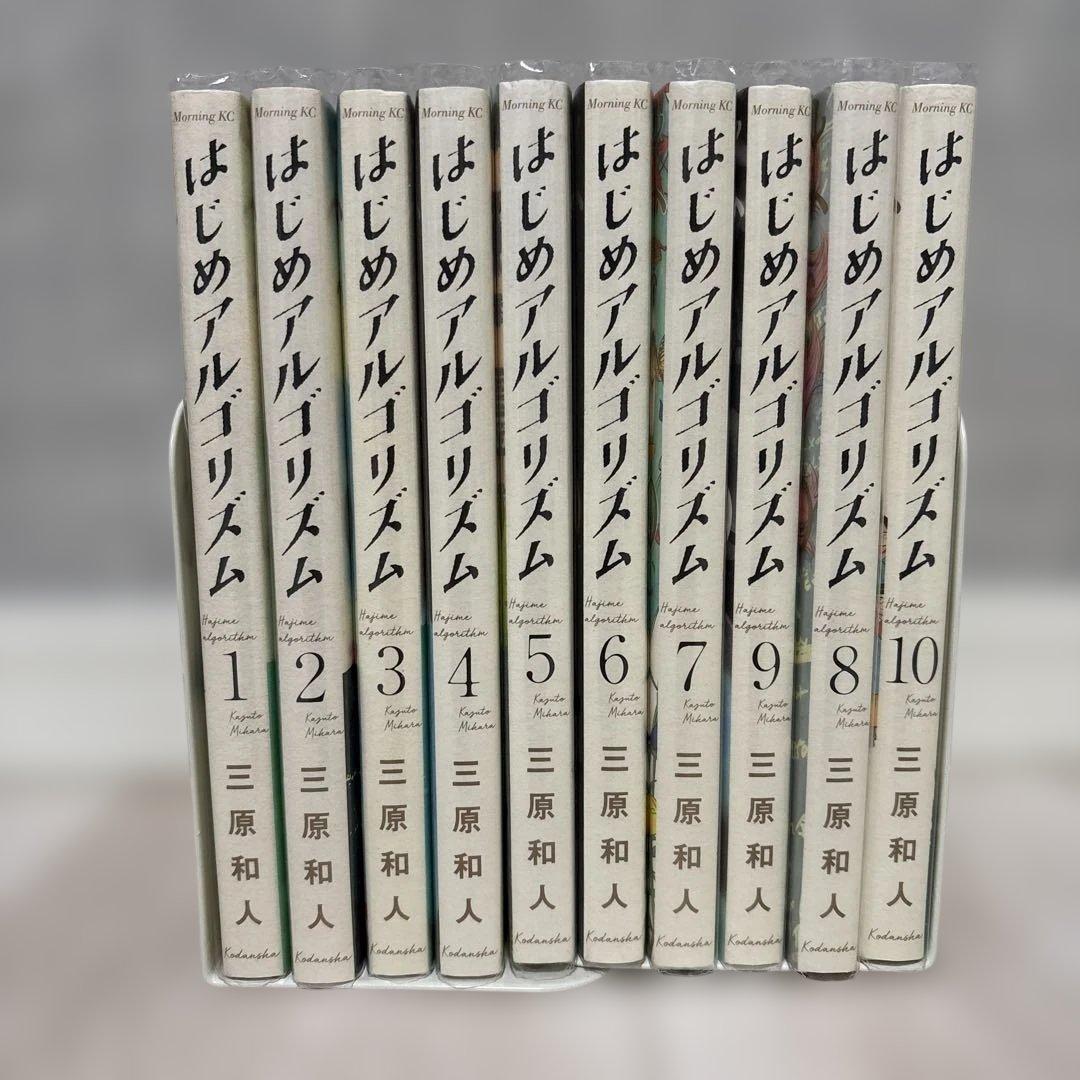 Morning KC
はじめアルゴリズム
Hajime
algorithm
1
Kazuto
Mihara
三原和人
Kodansha
Morning KC
はじめアルゴリズム
Hajime
algorithm
2
Kazuto
Mihara
三原和人
Kodansha
Morning KC
はじめアルゴリズム
Hajime
algorithm
3
Kazuto
Mihara
三原和人
Kodansha
Morning KC
はじめアルゴリズム
Hajime
algorithm
4
Kazuto
Mihara
三原和人
Kodansha
Morning KC
はじめアルゴリズム
Hajime
algorithm
5
Kazuto
Mihara
三原和人
Kodansha
Morning KC
はじめアルゴリズム
Hajime
algorithm
6
Kazuto
Mihara
三原和人
Kodansha
Morning KC
はじめアルゴリズム
Hajime
algorithm
7
Kazuto
Mihara
三原和人
Kodansha
Morning KC
はじめアルゴリズム
Hajime
algorithm
9
Kazuto
Mihara
三原和人
Kodansha
Morning KC
はじめアルゴリズム
Hajime
algorithm
8
Kazuto
Mihara
三原和人
Kodansha
Morning KC
はじめアルゴリズム
Hajime
algorithm
10
Kazuto
Mihara
三原和人
Kodansha